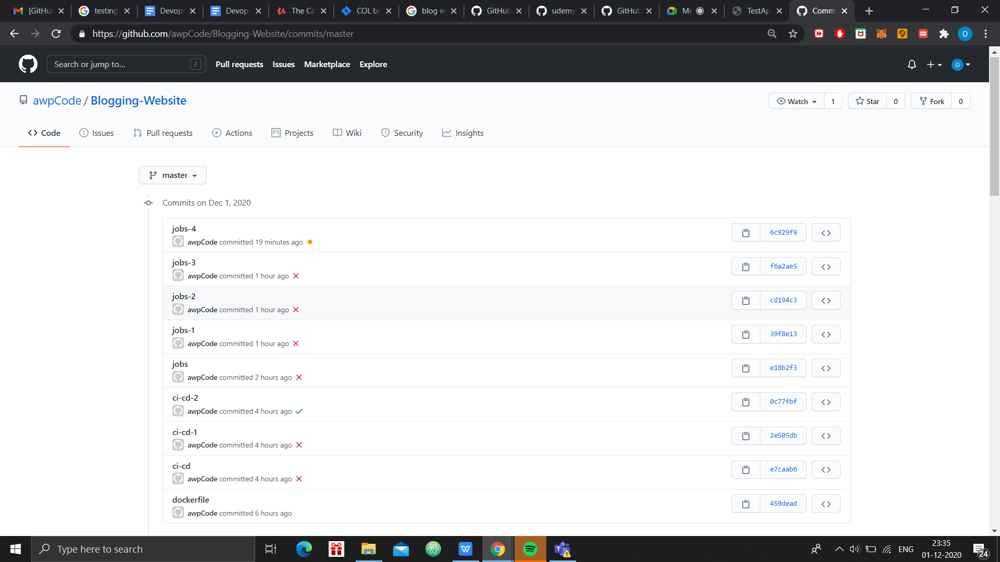 [GitHu
testing
Devop
Devop
The Co
COL bo
blog w
GitHub
udemy
GitHub
Me
TestAp
Comm
https://github.com/awpCode/Blogging-Website/commits/master
O
Search or jump to...
/
Pull requests
Issues
Marketplace
Explore
O
awpCode / Blogging-Website
Watch
1
Star
0
Fork
0
Code
Issues
Pull requests
Actions
Projects
Wiki
Security
Insights
master
Commits on Dec 1, 2020
jobs-4
awpCode committed 19 minutes ago
6c929f9
jobs-3
awpCode committed 1 hour ago
f6a2ae5
jobs-2
awpCode committed 1 hour ago
cd194c3
jobs-1
awpCode committed 1 hour ago
39f8e13
jobs
awpCode committed 2 hours ago
e18b2f3
ci-cd-2
awpCode committed 4 hours ago
0c77fbf
ci-cd-1
awpCode committed 4 hours ago
2e505db
ci-cd
awpCode committed 4 hours ago
e7caab6
dockerfile
awpCode committed 6 hours ago
459dead
Type here to search
ENG
23:35
01-12-2020
24